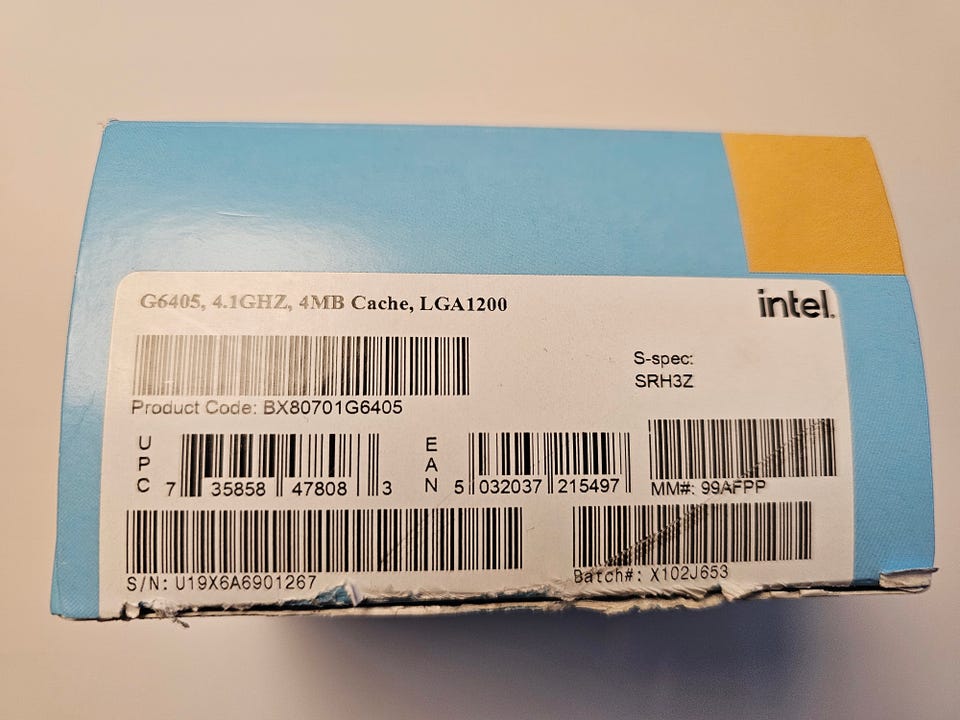 G6405, 4.1GHZ, 4MB Cache, LGA1200
intel.
S-spec:
SRH3Z
Product Code: BX80701G6405
UPC 7 35858 47808 3
EAN 5 032037 215497
MM#: 99AFPP
S/N: U19X6A6901267
Batch#: X102J653